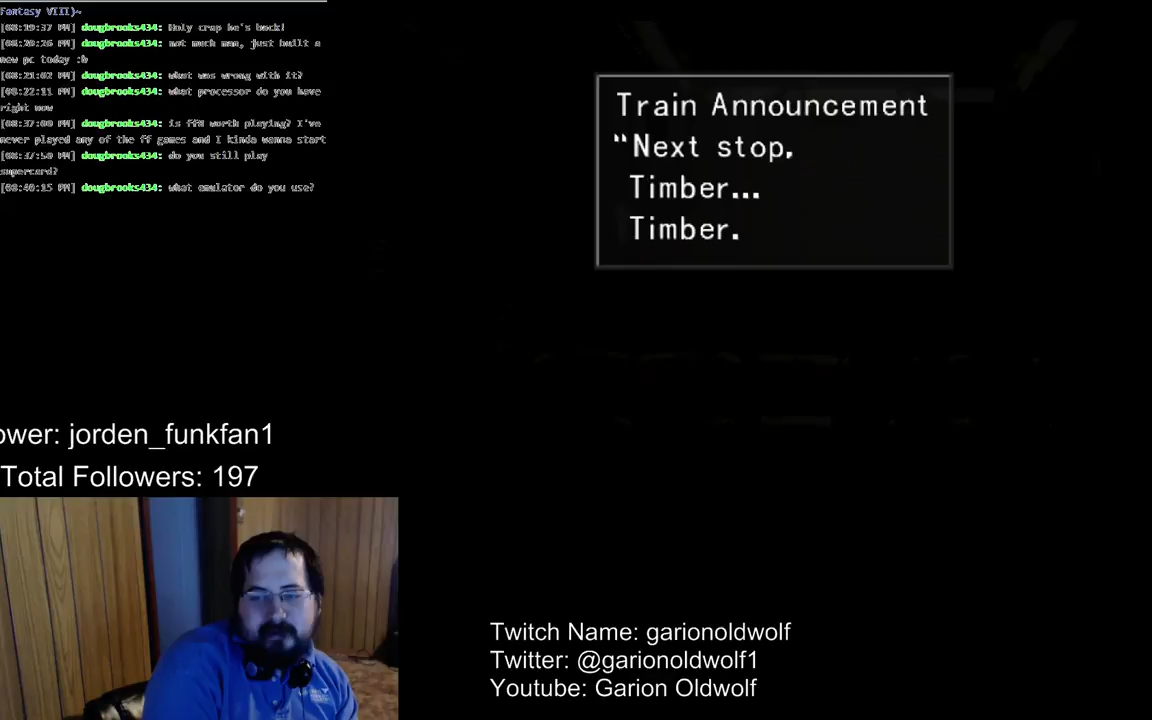 Fantasy VIII}~
[08:19:37 PM] dougbrooks434: Holy crap he's back!
[08:20:26 PM] dougbrooks434: not much man, just built a
new pc today :b
[08:21:02 PM] dougbrooks434: what was wrong with it?
[08:22:11 PM] dougbrooks434: what processor do you have
right now
[08:37:00 PM] dougbrooks434: is ff8 worth playing? I've
never played any of the ff games and I kinda wanna start
[08:37:50 PM] dougbrooks434: do you still play
supercard?
[08:40:15 PM] dougbrooks434: what emulator do you use?
Train Announcement
“Next stop,
Timber...
Timber.
ower: jorden_funkfan1
Total Followers: 197
Twitch Name: garionoldwolf
Twitter: @garionoldwolf1
Youtube: Garion Oldwolf